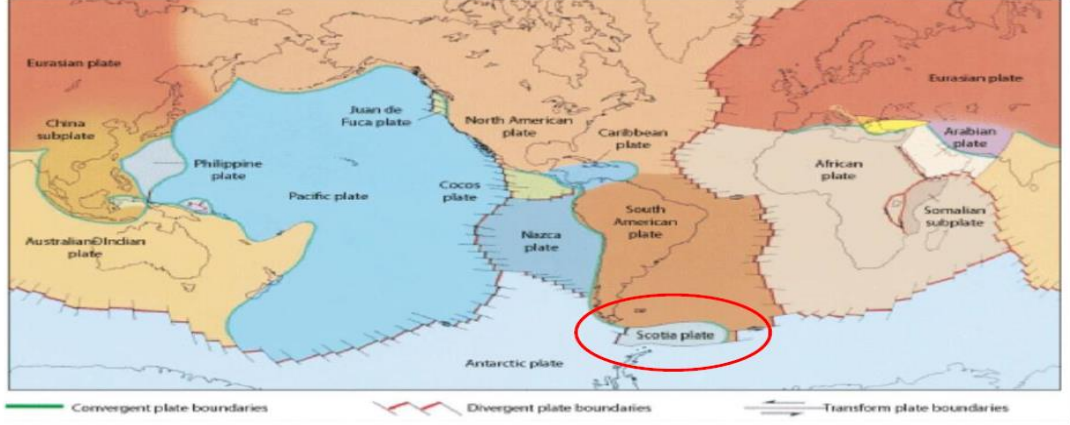 Eurasian plate
China
subplate
Philippine
plate
Pacific plate
Australian⊕Indian
plate
Juan de
Fuca plate
North American
plate
Caribbean
plate
Cocos
plate
Nazca
plate
South
American
plate
Scotia plate
Antarctic plate
Eurasian plate
Arabian
plate
African
plate
Somalian
subplate
Convergent plate boundaries
Divergent plate boundaries
Transform plate boundaries